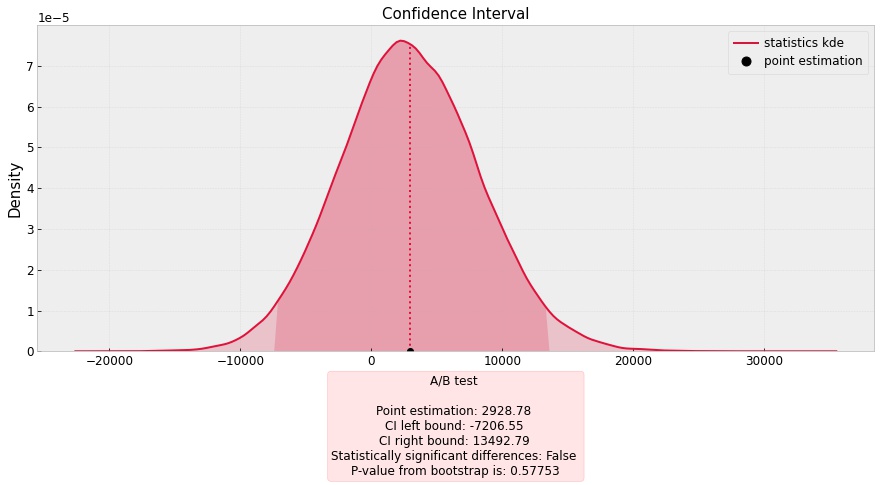 Confidence Interval
1e−5
statistics kde
point estimation
7
6
5
4
3
2
1
0
Density
−20000 −10000 0 10000 20000 30000
A/B test
Point estimation: 2928.78
CI left bound: -7206.55
CI right bound: 13492.79
Statistically significant differences: False
P-value from bootstrap is: 0.57753